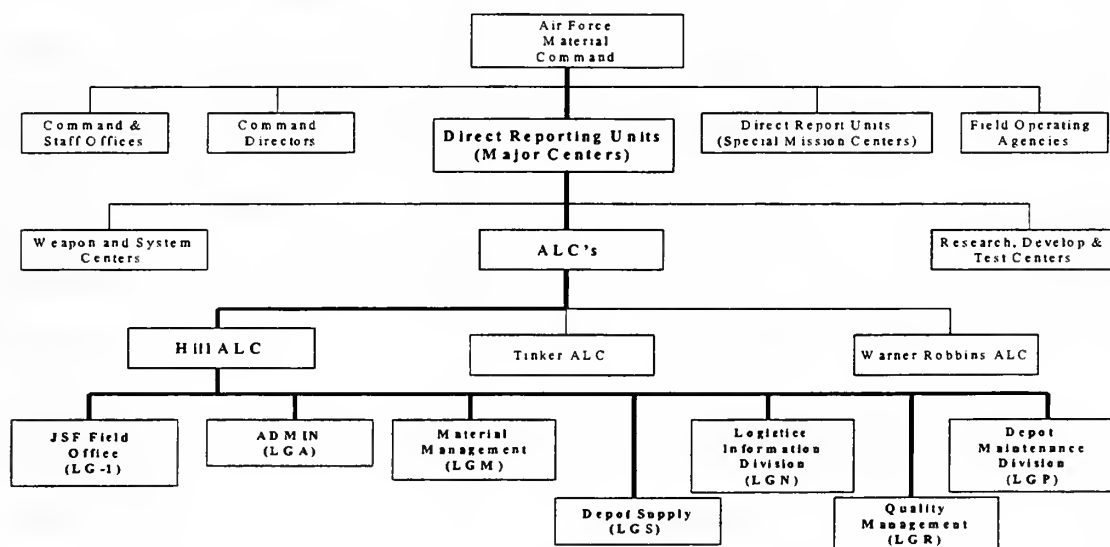 Air Force
Material
Command
Command &
Staff Offices
Command
Directors
Direct Reporting Units
(Major Centers)
Direct Report Units
(Special Mission Centers)
Field Operating
Agencies
Weapon and System
Centers
ALC's
Research, Develop &
Test Centers
Hill ALC
Tinker ALC
Warner Robbins ALC
JSF Field
Office
(LG-1)
ADMIN
(LGA)
Material
Management
(LGM)
Depot Supply
(LGS)
Logistics
Information
Division
(LGN)
Quality
Management
(LGR)
Depot
Maintenance
Division
(LGP)